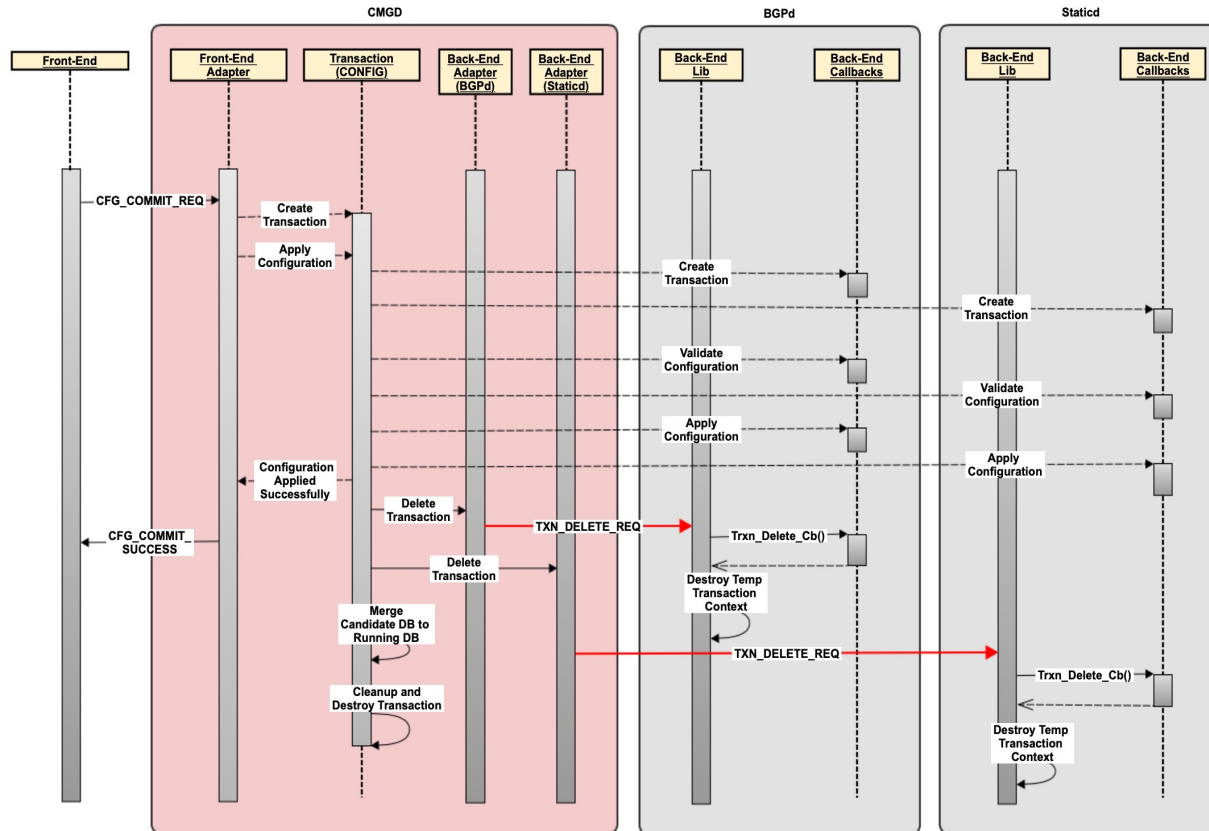 CMGD
BGPd
Staticd
Front-End
Front-End
Adapter
Transaction
(CONFIG)
Back-End
Adapter
(BGPd)
Back-End
Adapter
(Staticd)
Back-End
Lib
Back-End
Callbacks
Back-End
Lib
Back-End
Callbacks
CFG_COMMIT_REQ
Create
Transaction
Apply
Configuration
Create
Transaction
Create
Transaction
Validate
Configuration
Validate
Configuration
Apply
Configuration
Apply
Configuration
Configuration
Applied
Successfully
Delete
Transaction
TXN_DELETE_REQ
Trxn_Delete_Cb()
CFG_COMMIT_
SUCCESS
Delete
Transaction
Destroy Temp
Transaction
Context
Merge
Candidate DB to
Running DB
TXN_DELETE_REQ
Trxn_Delete_Cb()
Cleanup and
Destroy Transaction
Destroy Temp
Transaction
Context